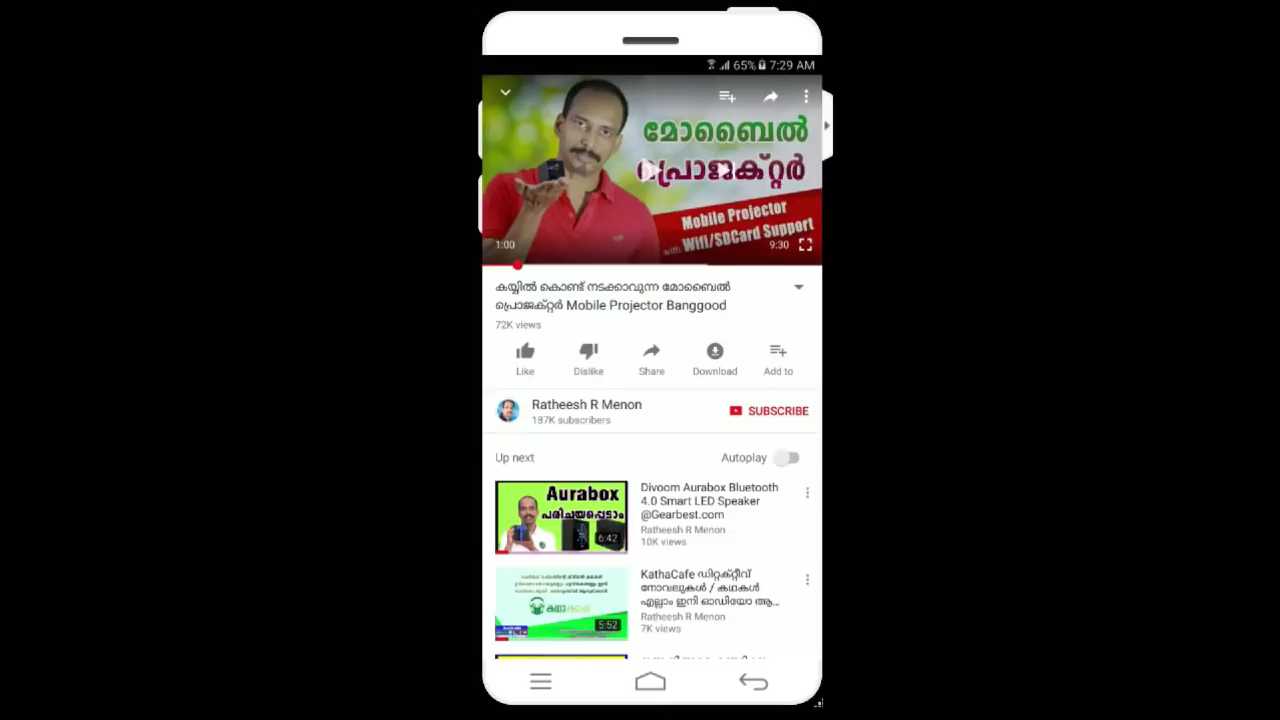 65% 7:29 AM
മോബൈൽ
പ്രൊജക്റ്റർ
Mobile Projector
with Wifi/SDCard Support
1:00
9:30
കയ്യിൽ കൊണ്ട് നടക്കാവുന്ന മോബൈൽ
പ്രൊജക്റ്റർ Mobile Projector Banggood
72K views
Like
Dislike
Share
Download
Add to
Ratheesh R Menon
187K subscribers
SUBSCRIBE
Up next
Autoplay
Aurabox
പരിചയപ്പെടാം
6:42
Divoom Aurabox Bluetooth
4.0 Smart LED Speaker
@Gearbest.com
Ratheesh R Menon
10K views
കഥാകഫെ
5:52
KathaCafe ഡിറ്റക്റ്റീവ്
നോവലുകൾ / കഥകൾ
എല്ലാം ഇനി ഓഡിയോ ആ...
Ratheesh R Menon
7K views